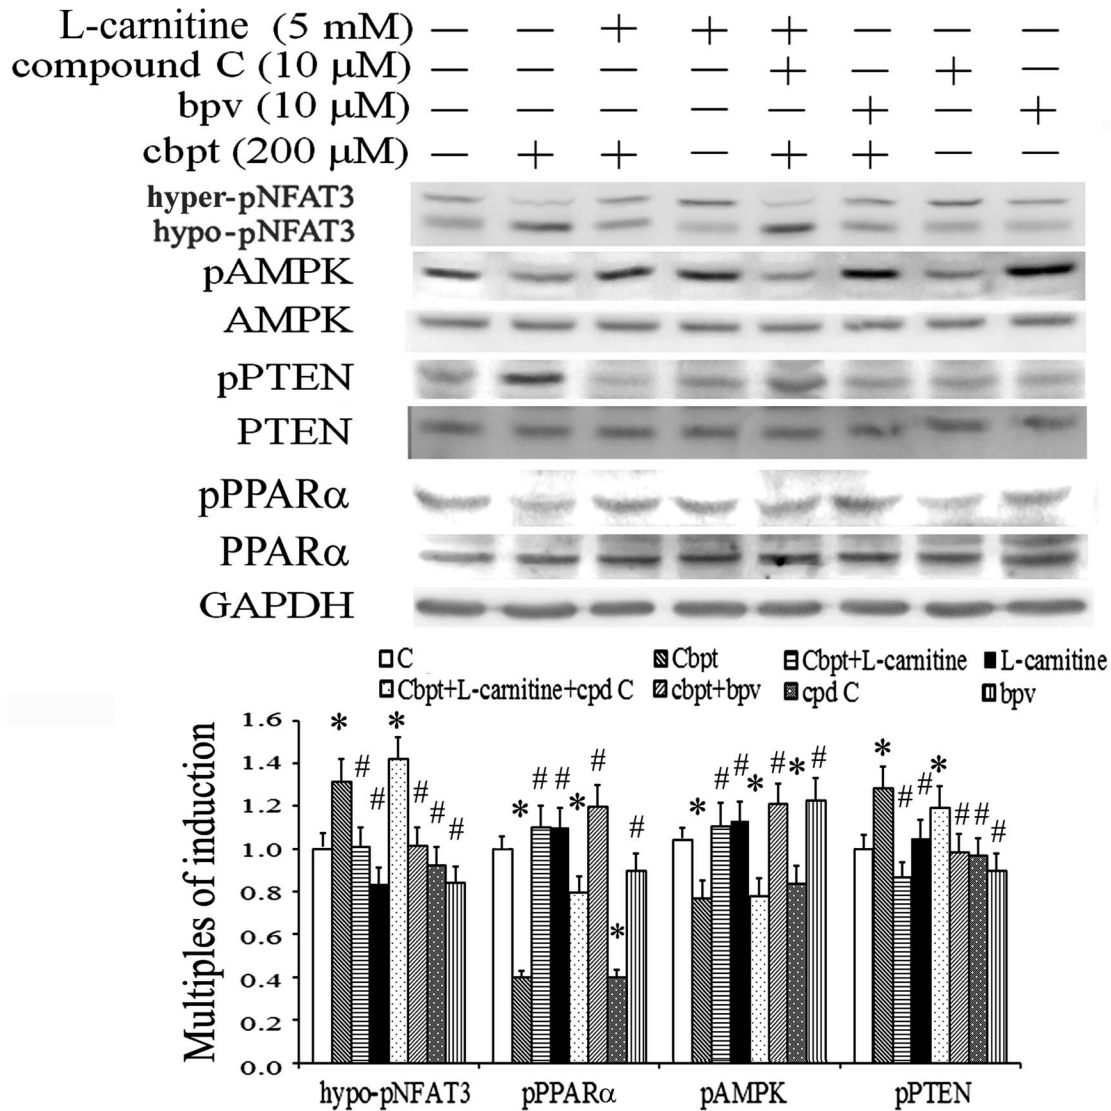 L-carnitine (5 mM) — — + + + — — —
compound C (10 μM) — — — — + — + —
bpv (10 μM) — — — — — + — +
cbpt (200 μM) — + + — + + — —
hyper-pNFAT3
hypo-pNFAT3
pAMPK
AMPK
pPTEN
PTEN
pPPARα
PPARα
GAPDH
C Cbpt Cbpt+L-carnitine L-carnitine
Cbpt+L-carnitine+cpd C cbpt+bpv cpd C bpv
Multiples of induction
1.6
1.4
1.2
1.0
0.8
0.6
0.4
0.2
0.0
* # # * # # # #
* # # * # * #
* # # * # * #
* # # * # # #
hypo-pNFAT3 pPPARα pAMPK pPTEN